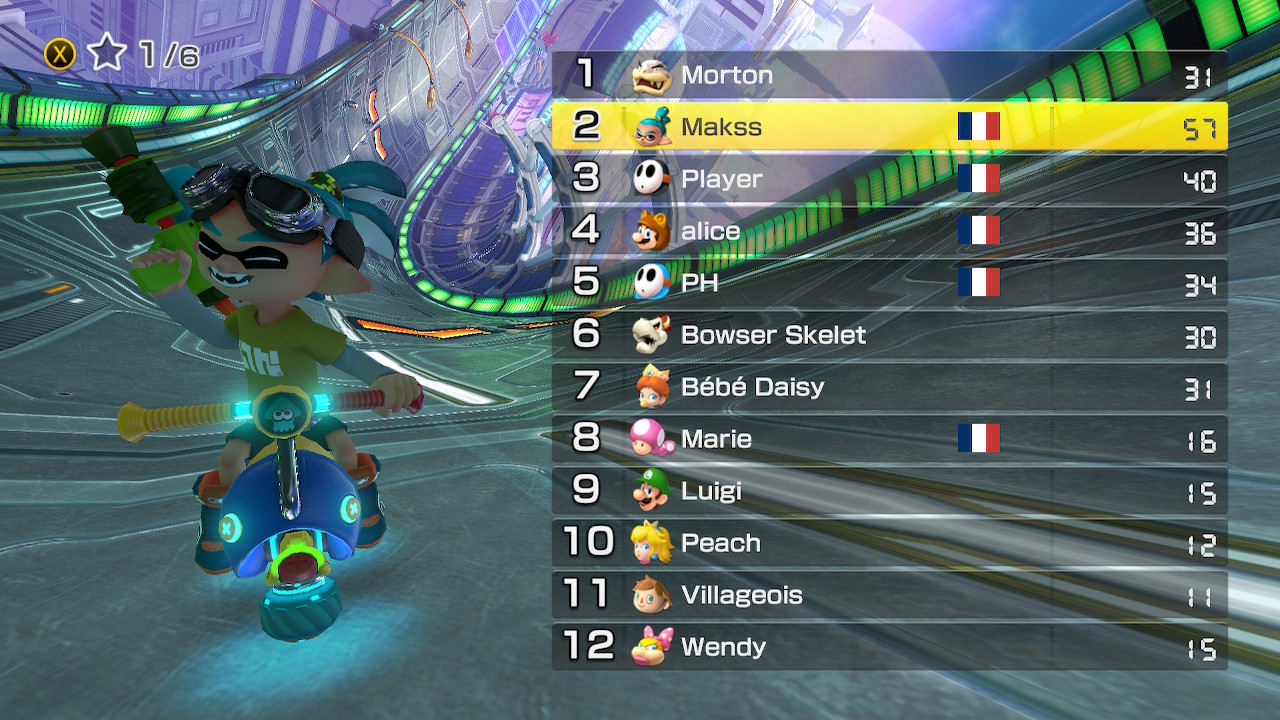 X 1/6
1 Morton 31
2 Makss 57
3 Player 40
4 alice 36
5 PH 34
6 Bowser Skelet 30
7 Bébé Daisy 31
8 Marie 16
9 Luigi 15
10 Peach 12
11 Villageois 11
12 Wendy 15